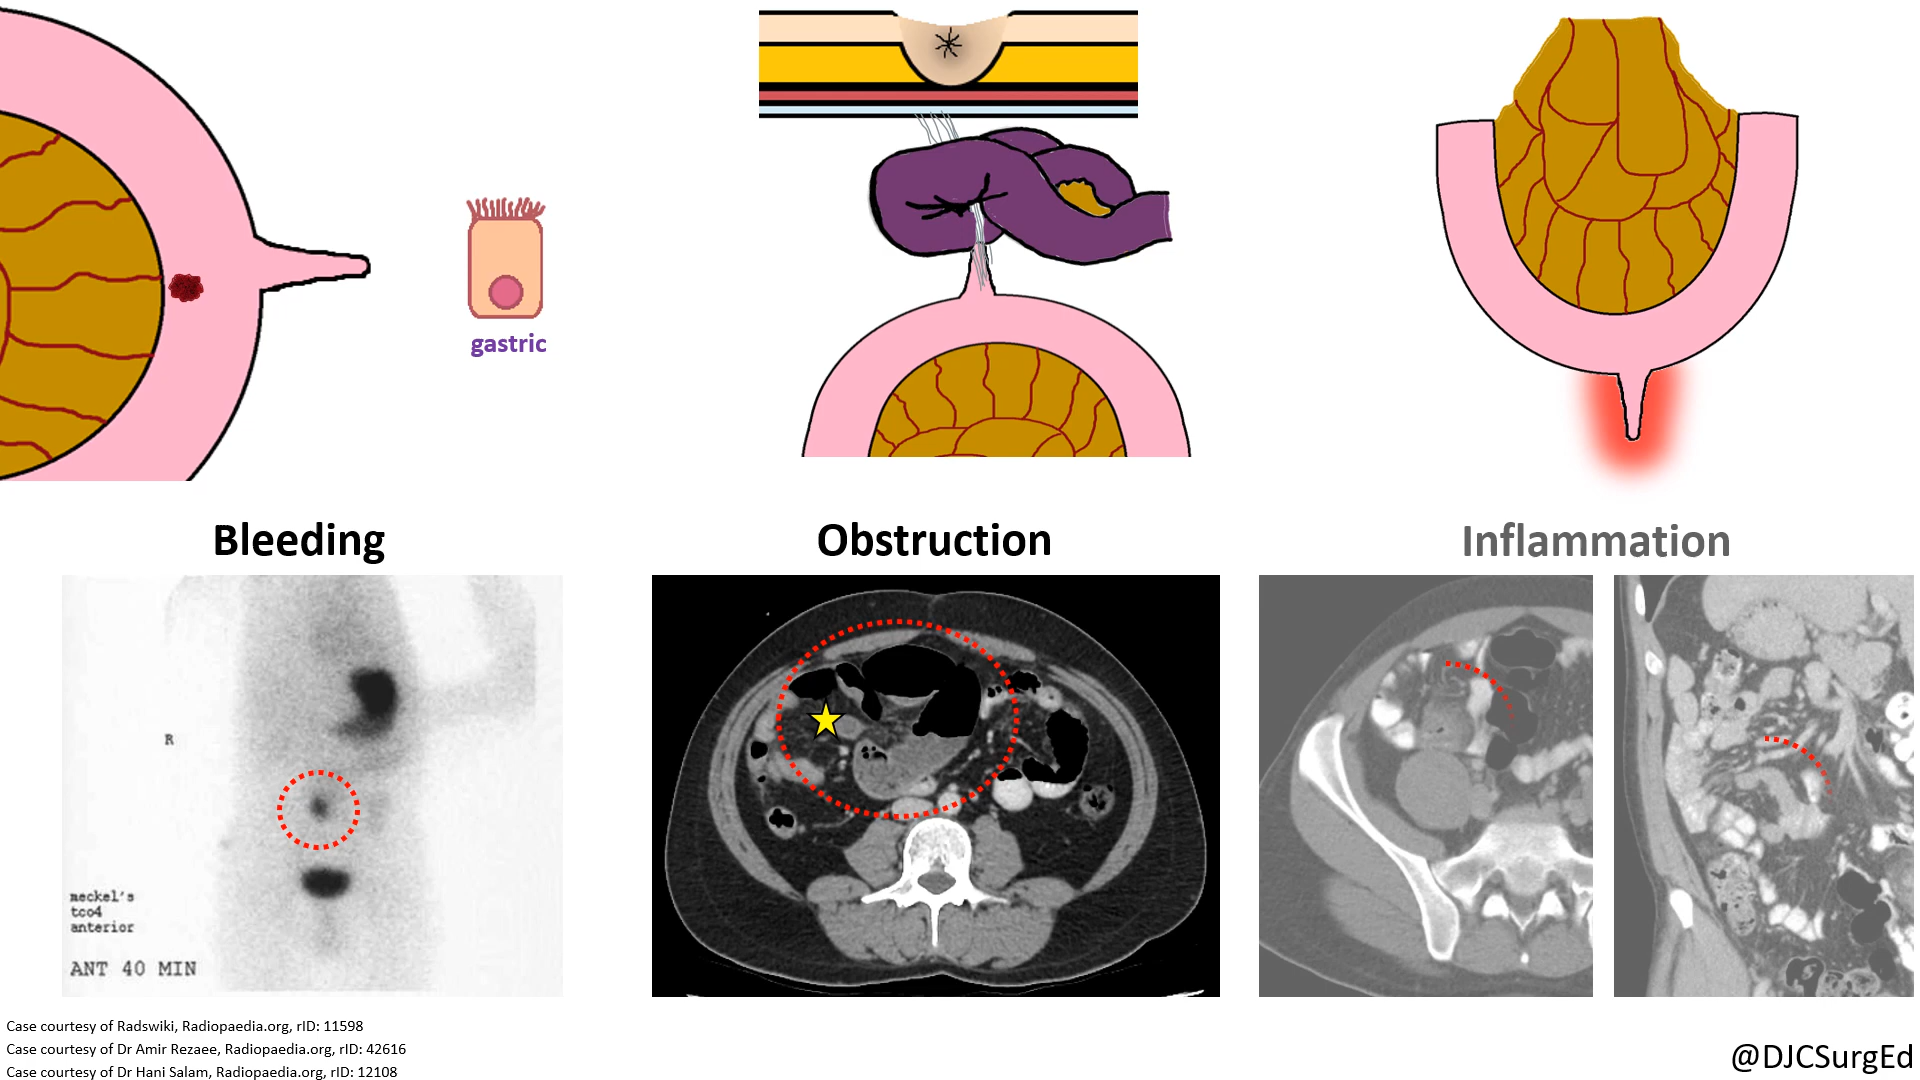 gastric
Bleeding
Obstruction
Inflammation
R
meckel's
tco4
anterior
ANT 40 MIN
Case courtesy of Radswiki, Radiopaedia.org, rID: 11598
Case courtesy of Dr Amir Rezaee, Radiopaedia.org, rID: 42616
Case courtesy of Dr Hani Salam, Radiopaedia.org, rID: 12108
@DJCSurgEd